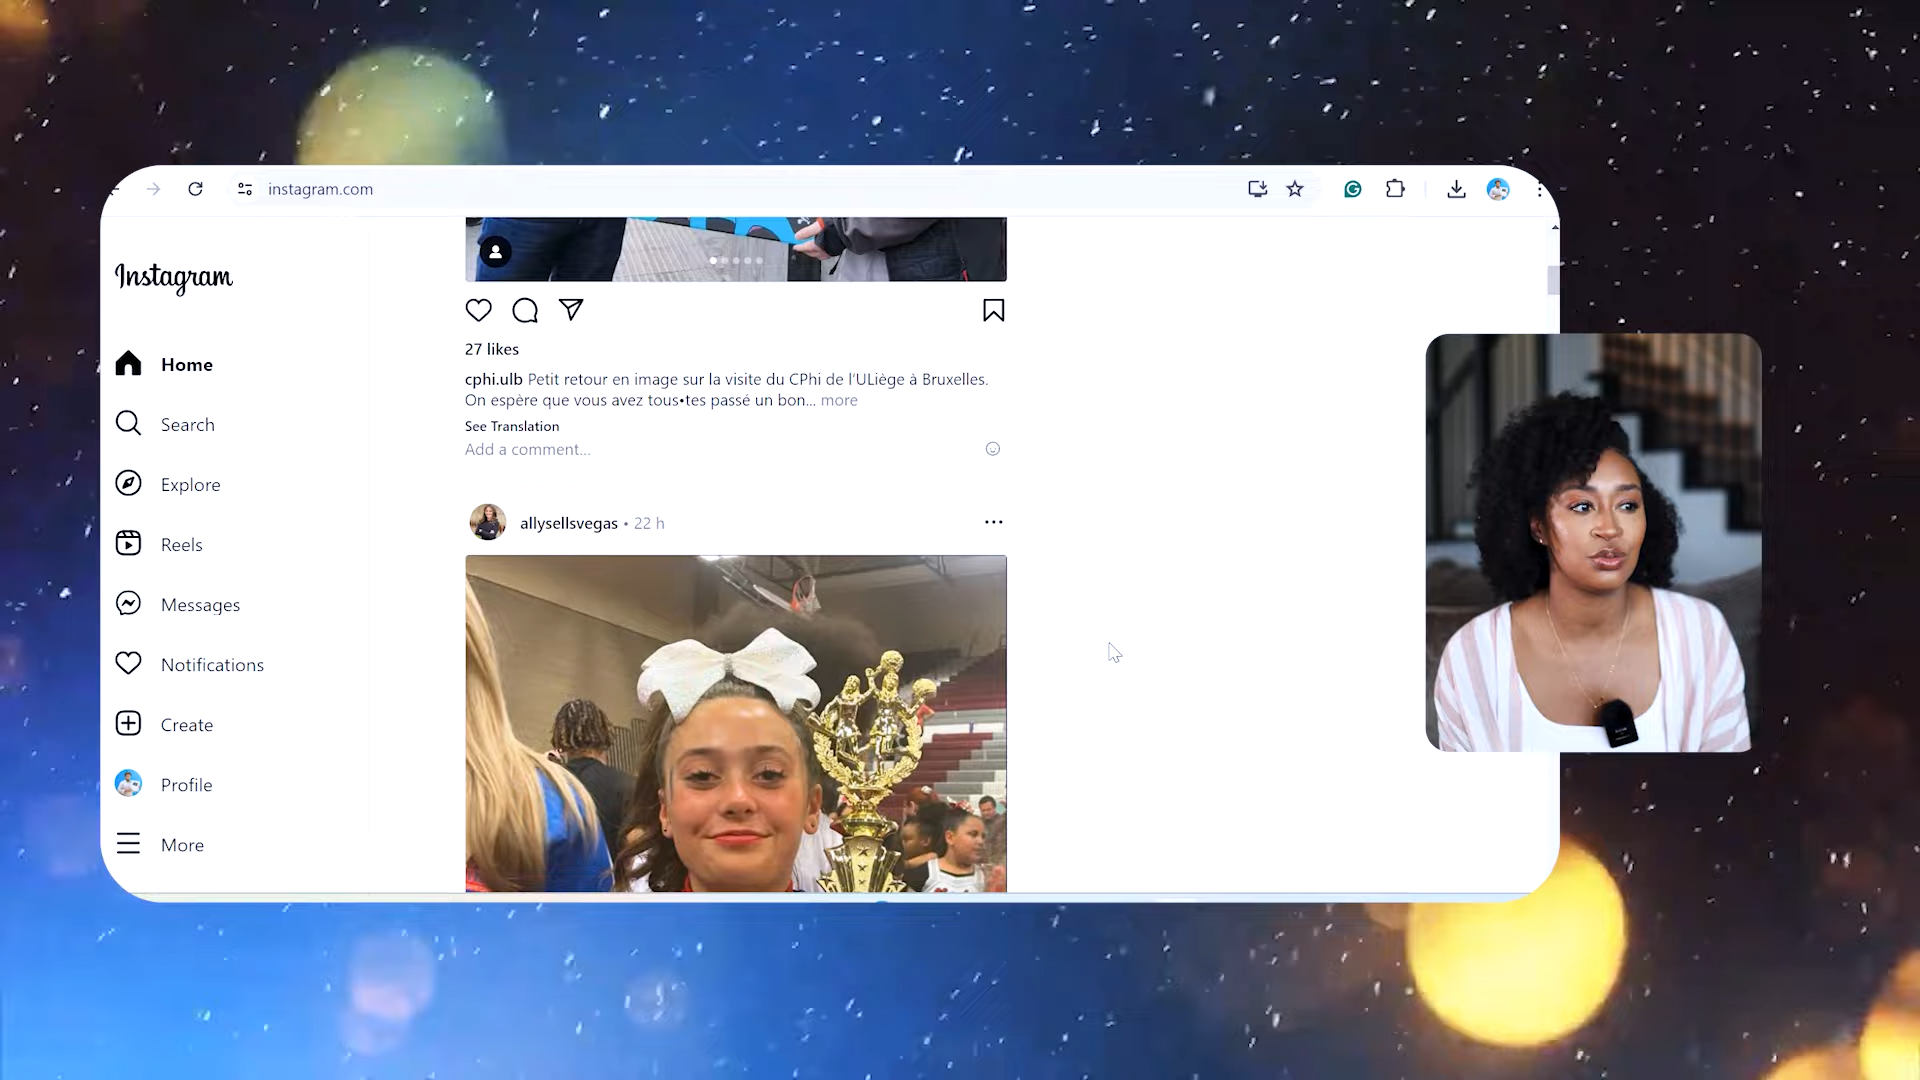 instagram.com
Instagram
Home
Search
Explore
Reels
Messages
Notifications
Create
Profile
More
27 likes
cphi.ulb Petit retour en image sur la visite du CPhi de l'ULiège à Bruxelles.
On espère que vous avez tous•tes passé un bon... more
See Translation
Add a comment...
allysellsvegas • 22 h